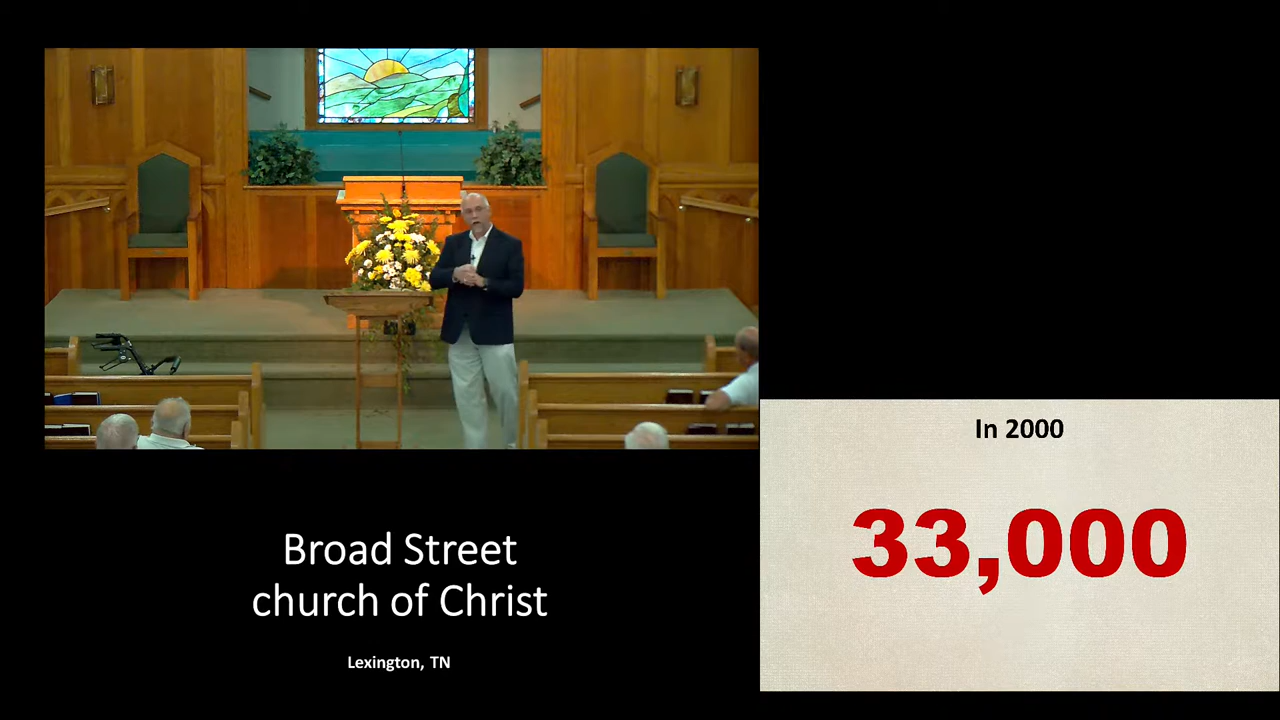 In 2000
33,000
Broad Street
church of Christ
Lexington, TN